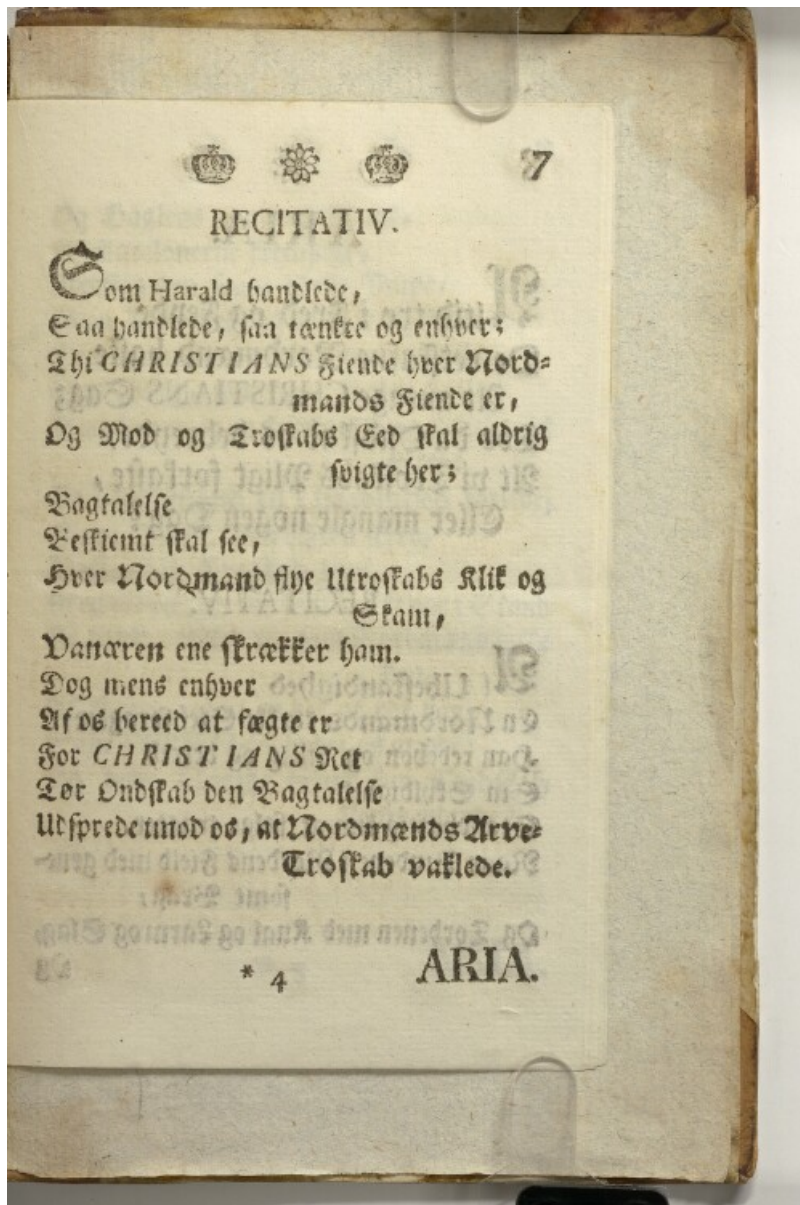 7
RECITATIV.
Som Harald handlede,
Saa handlede, saa tænkte og enhver;
Thi CHRISTIANS Fiende hver Nord-
mands Fiende er,
Og Mod og Troskabs Eed skal aldrig
svigte her;
Bagtalelse
Beskiemt skal see,
Hver Nordmand flye Utroskabs Klik og
Skam,
Vanæren ene skrækker ham.
Dog mens enhver
Af os bereed at fægte er
For CHRISTIANS Ret
Tør Ondskab den Bagtalelse
Udsprede imod os, at Nordmænds Arve-
Troskab vaklede.
* 4 ARIA.